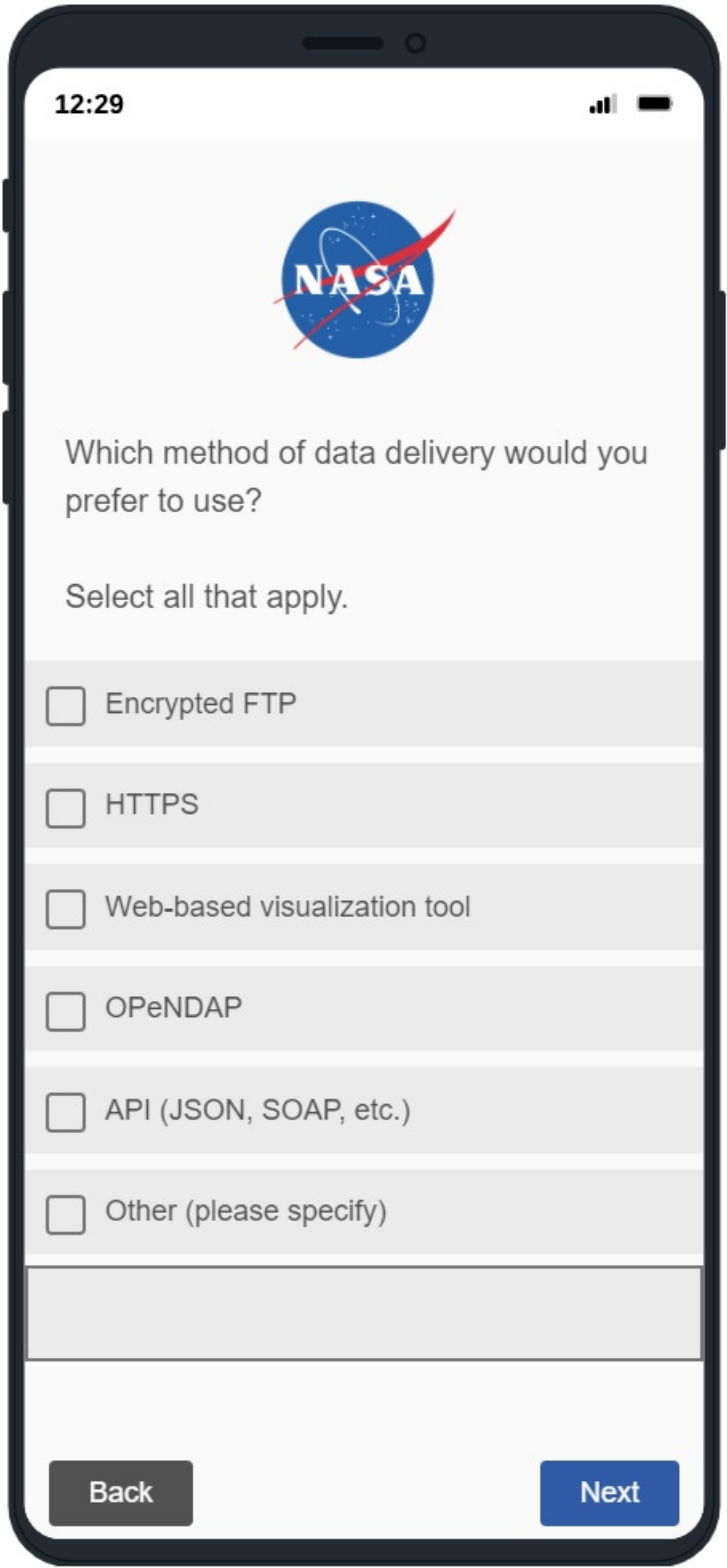 12:29
NASA
Which method of data delivery would you
prefer to use?
Select all that apply.
Encrypted FTP
HTTPS
Web-based visualization tool
OPeNDAP
API (JSON, SOAP, etc.)
Other (please specify)
Back
Next